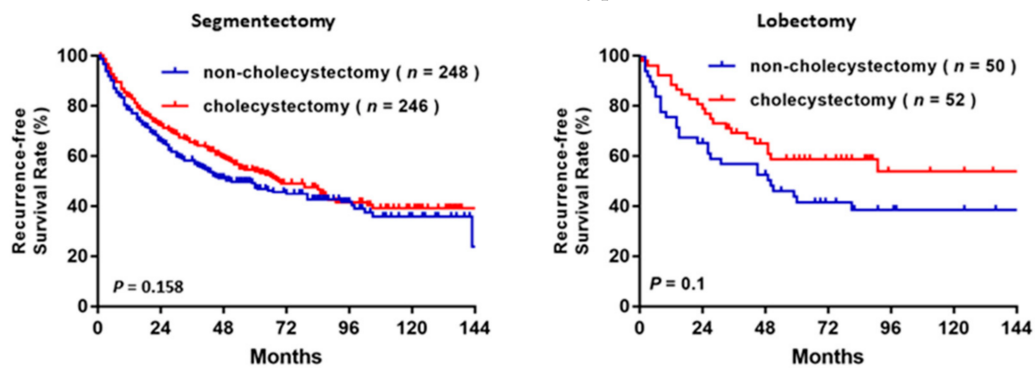 Segmentectomy
Recurrence-free
Survival Rate (%)
100
80
60
40
20
0
non-cholecystectomy ( n = 248 )
cholecystectomy ( n = 246 )
P = 0.158
0 24 48 72 96 120 144
Months
Lobectomy
Recurrence-free
Survival Rate (%)
100
80
60
40
20
0
non-cholecystectomy ( n = 50 )
cholecystectomy ( n = 52 )
P = 0.1
0 24 48 72 96 120 144
Months